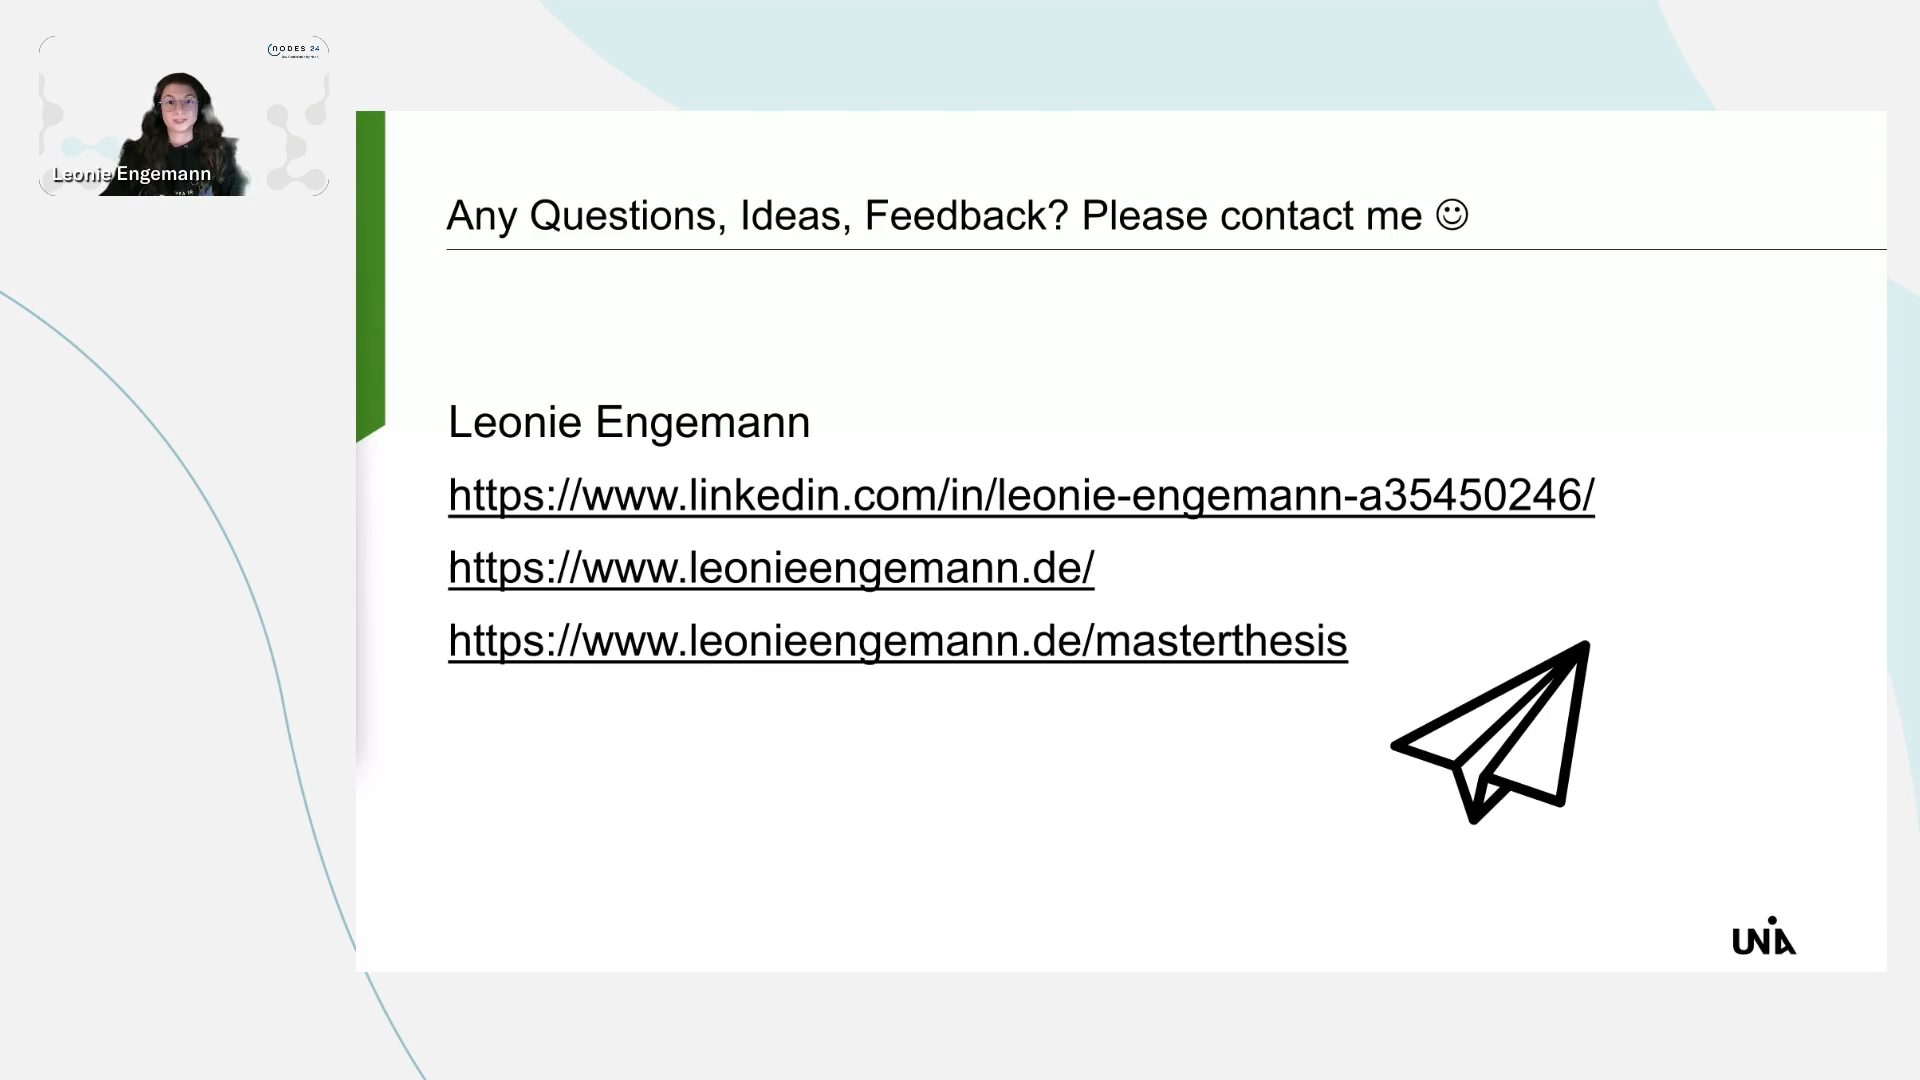 NODES 24
Leonie Engemann
Any Questions, Ideas, Feedback? Please contact me ☺
Leonie Engemann
https://www.linkedin.com/in/leonie-engemann-a35450246/
https://www.leonieengemann.de/
https://www.leonieengemann.de/masterthesis
UNIA